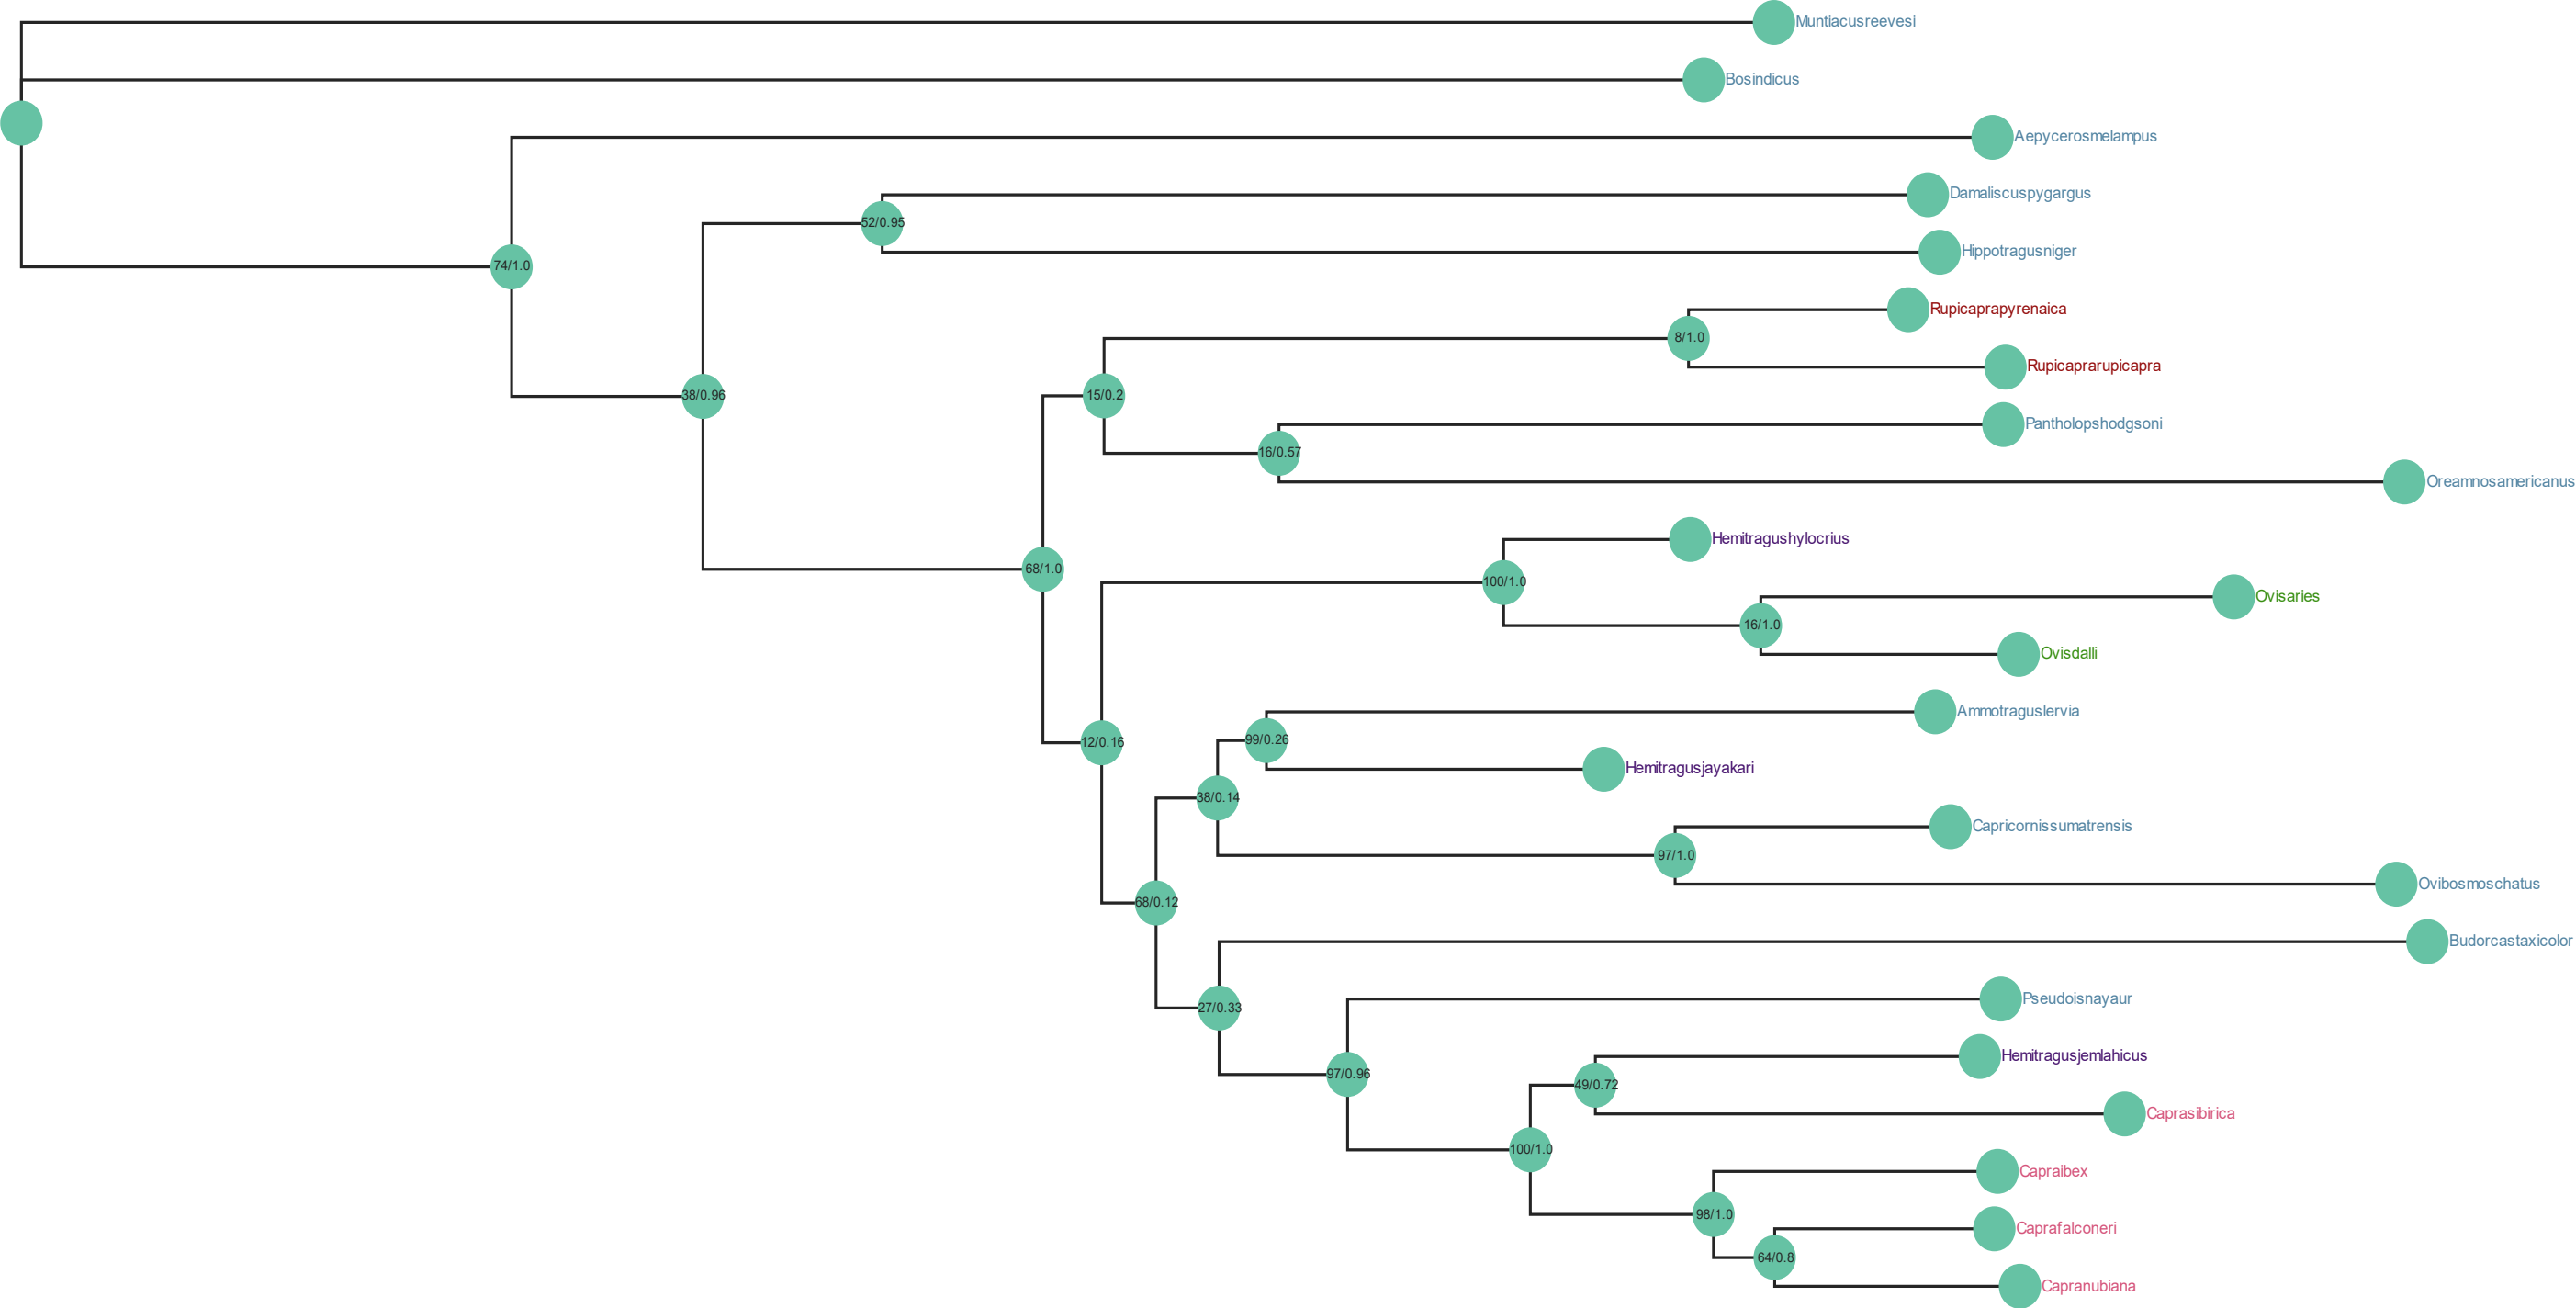 Muntiacusreevesi
Bosindicus
Aepycerosmelampus
Damaliscuspygargus
52/0.95
Hippotragusniger
74/1.0
Rupicaprapyrenaica
8/1.0
Rupicaprarupicapra
38/0.96
15/0.2
Pantholopshodgsoni
16/0.57
Oreamnosamericanus
Hemitragushylocrius
68/1.0
100/1.0
Ovisaries
16/1.0
Ovisdalli
Ammotraguslervia
12/0.16
99/0.26
Hemitragusjayakari
38/0.14
Capricornissumatrensis
97/1.0
Ovibosmoschatus
68/0.12
Budorcastaxicolor
Pseudoisnayaur
27/0.33
Hemitragusjemlahicus
97/0.96
49/0.72
Caprasibirica
100/1.0
Capraibex
98/1.0
Caprafalconeri
64/0.8
Capranubiana